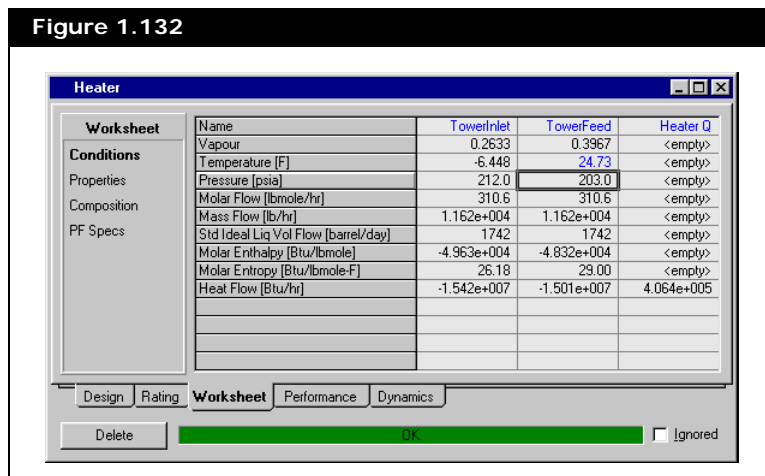 Figure 1.132
Heater
Worksheet
Conditions
Properties
Composition
PF Specs
Name TowerInlet TowerFeed Heater Q
Vapour 0.2633 0.3967 <empty>
Temperature [F] -6.448 24.73 <empty>
Pressure [psia] 212.0 203.0 <empty>
Molar Flow [lbmole/hr] 310.6 310.6 <empty>
Mass Flow [lb/hr] 1.162e+004 1.162e+004 <empty>
Std Ideal Liq Vol Flow [barrel/day] 1742 1742 <empty>
Molar Enthalpy [Btu/lbmole] -4.963e+004 -4.832e+004 <empty>
Molar Entropy [Btu/lbmole-F] 26.18 29.00 <empty>
Heat Flow [Btu/hr] -1.542e+007 -1.501e+007 4.064e+005
Design Rating Worksheet Performance Dynamics
Delete OK Ignored